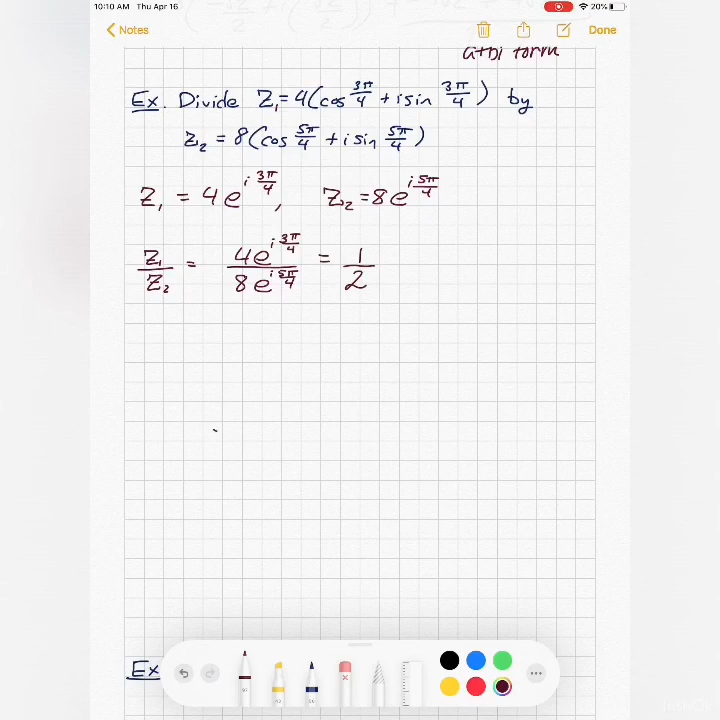 10:10 AM Thu Apr 16
20%
Notes
Done
a+bi form
Ex. Divide Z₁ = 4(cos 3π/4 + i sin 3π/4) by
Z₂ = 8(cos 5π/4 + i sin 5π/4)
Z₁ = 4e^(i 3π/4), Z₂ = 8e^(i 5π/4)
Z₁/Z₂ = 4e^(i 3π/4) / 8e^(i 5π/4) = 1/2
Ex